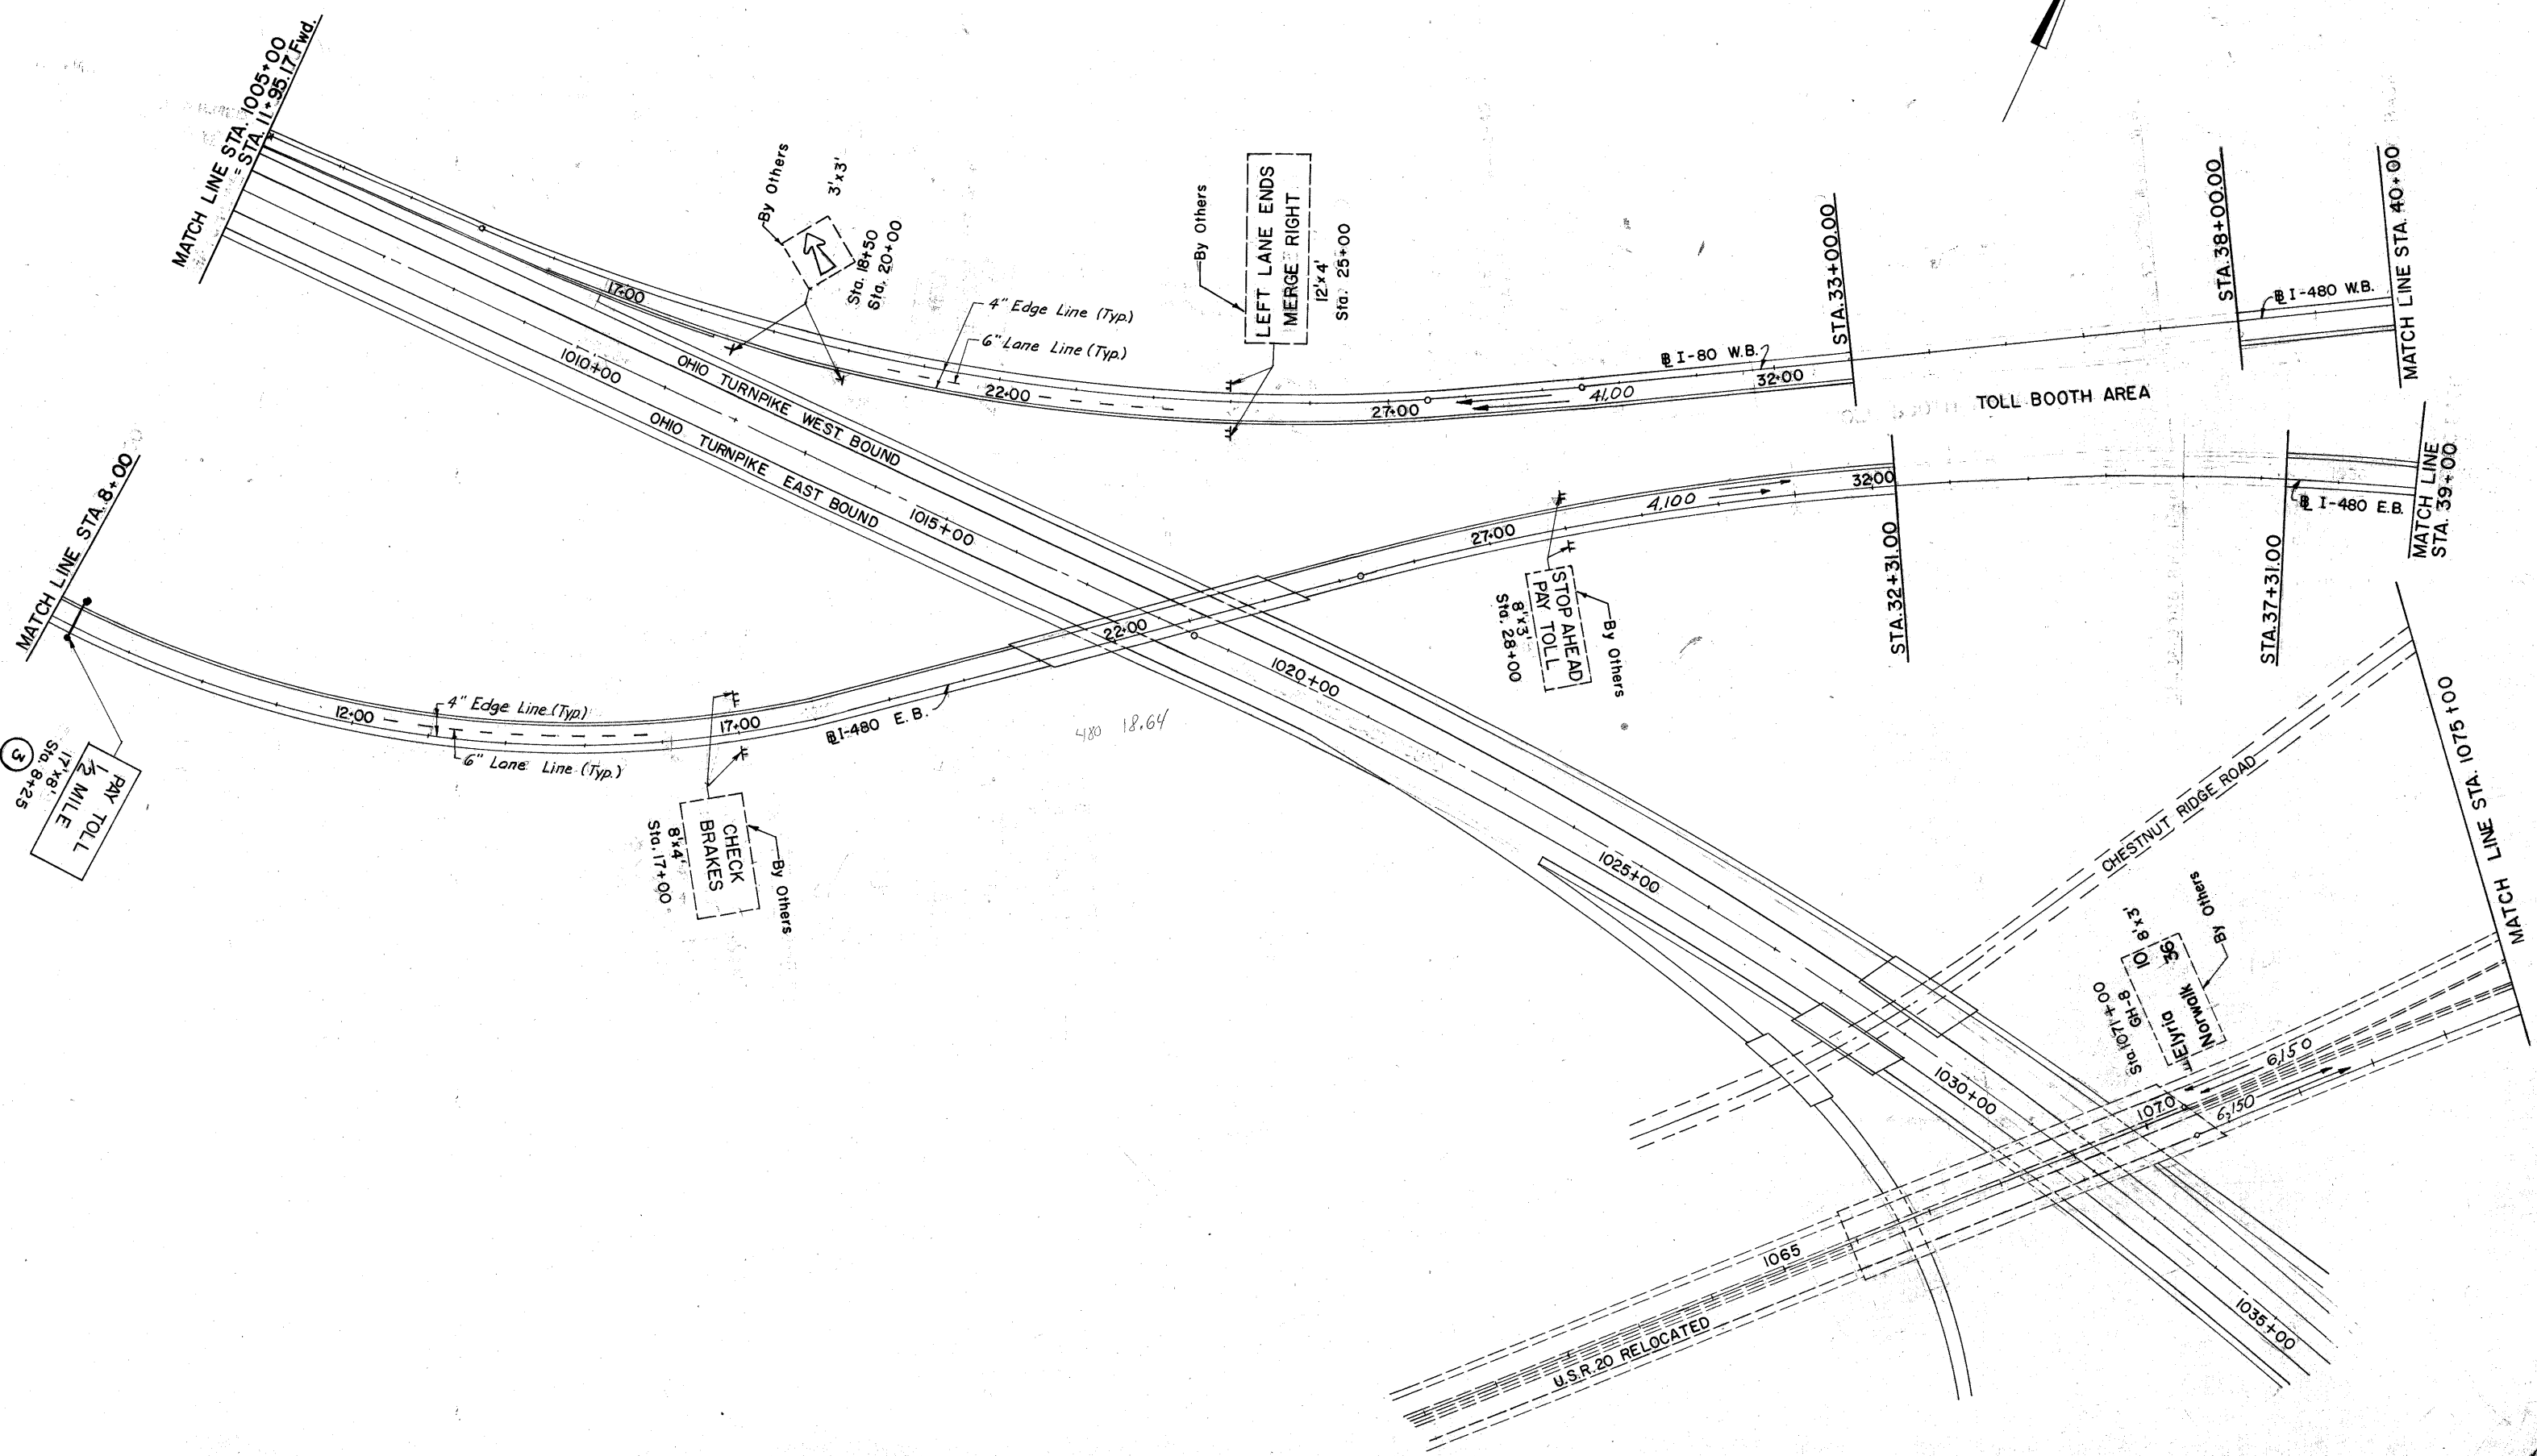 MATCH LINE STA. 1005+00
= STA. 11+95.17 Fwd.
By Others
3'x3'
Sta. 18+50
Sta. 20+00
By Others
LEFT LANE ENDS
MERGE RIGHT
12'x4'
Sta. 25+00
STA. 33+00.00
STA. 38+00.00
MATCH LINE STA. 40+00
17+00
4" Edge Line (Typ.)
6" Lane Line (Typ.)
22+00
27+00
41,00
32+00
℄ I-80 W.B.
℄ I-480 W.B.
TOLL BOOTH AREA
1010+00
OHIO TURNPIKE WEST BOUND
OHIO TURNPIKE EAST BOUND
1015+00
MATCH LINE STA. 8+00
12+00
4" Edge Line (Typ.)
6" Lane Line (Typ.)
17+00
℄ I-480 E.B.
22+00
27+00
4,100
32+00
STA. 32+31.00
STA. 37+31.00
℄ I-480 E.B.
MATCH LINE
STA. 39+00
PAY TOLL
1/2 MILE
17'x8'
Sta. 8+25
3
CHECK
BRAKES
8'x4'
Sta. 17+00
By Others
480 18.64
STOP AHEAD
PAY TOLL
8'x3'
Sta. 28+00
By Others
1020+00
1025+00
1030+00
1035+00
CHESTNUT RIDGE ROAD
MATCH LINE STA. 1075+00
By Others
Elyria 10
Norwalk 36
8'x3'
GH-8
Sta. 1071+00
6,150
6,150
1070
1065
U.S.R. 20 RELOCATED